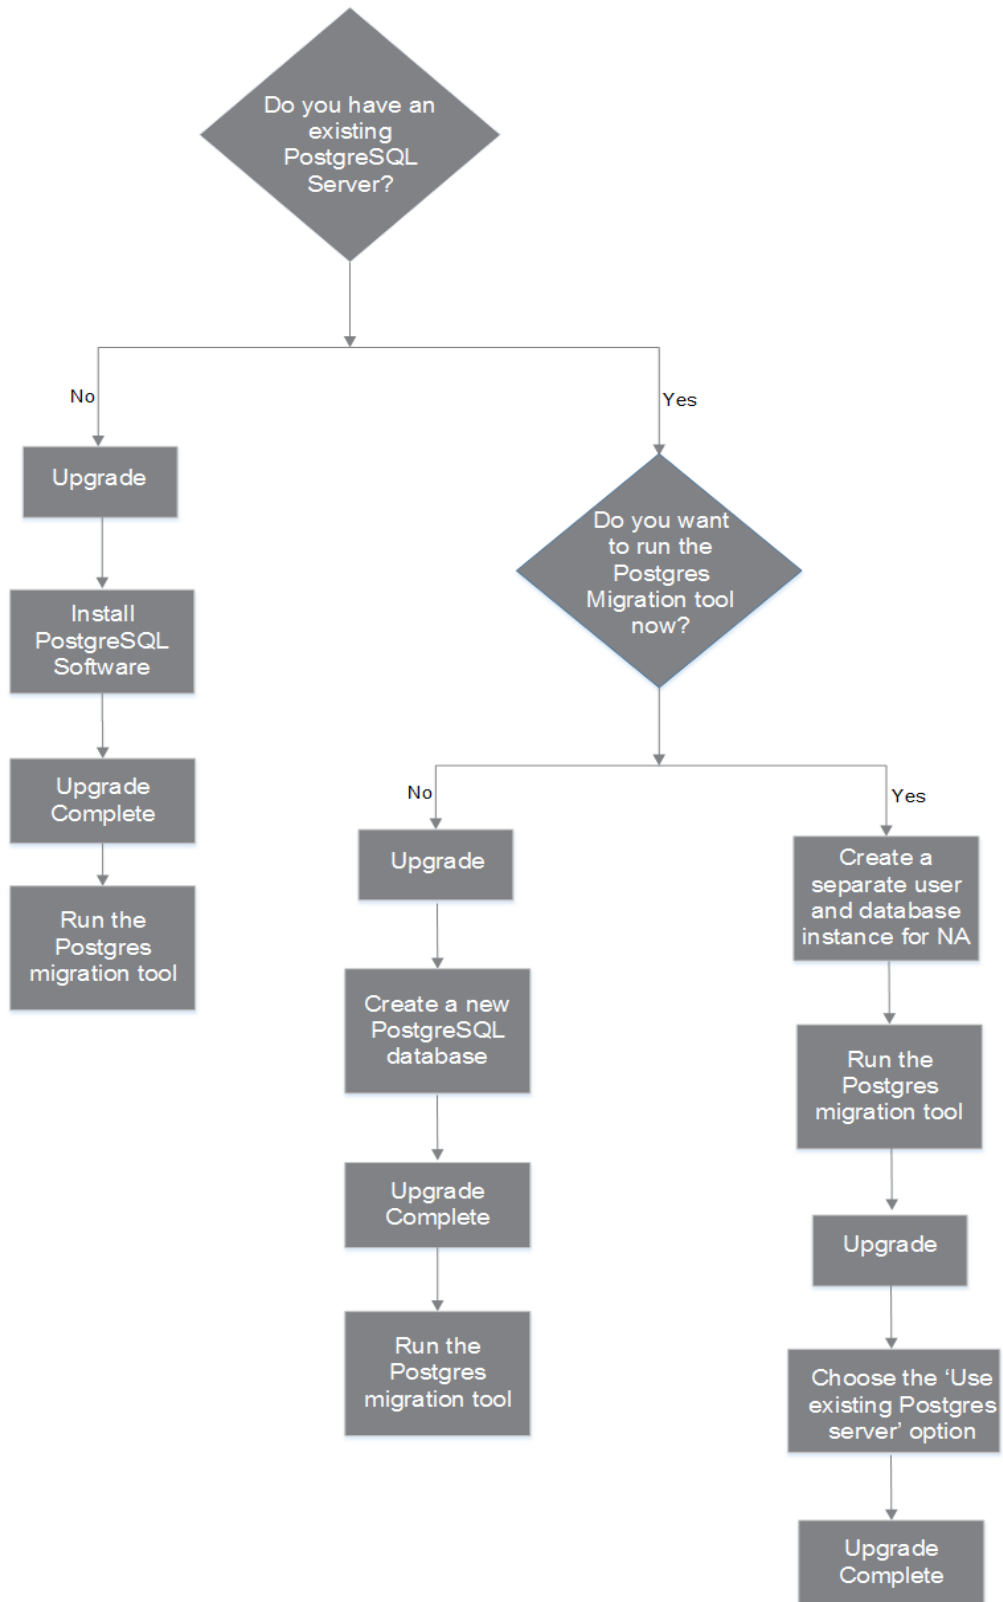 Do you have an
existing
PostgreSQL
Server?
No
Yes
Upgrade
Do you want
to run the
Postgres
Migration tool
now?
Install
PostgreSQL
Software
Upgrade
Complete
No
Yes
Upgrade
Create a
separate user
and database
instance for NA
Run the
Postgres
migration tool
Create a new
PostgreSQL
database
Run the
Postgres
migration tool
Upgrade
Complete
Upgrade
Run the
Postgres
migration tool
Choose the ‘Use
existing Postgres
server’ option
Upgrade
Complete